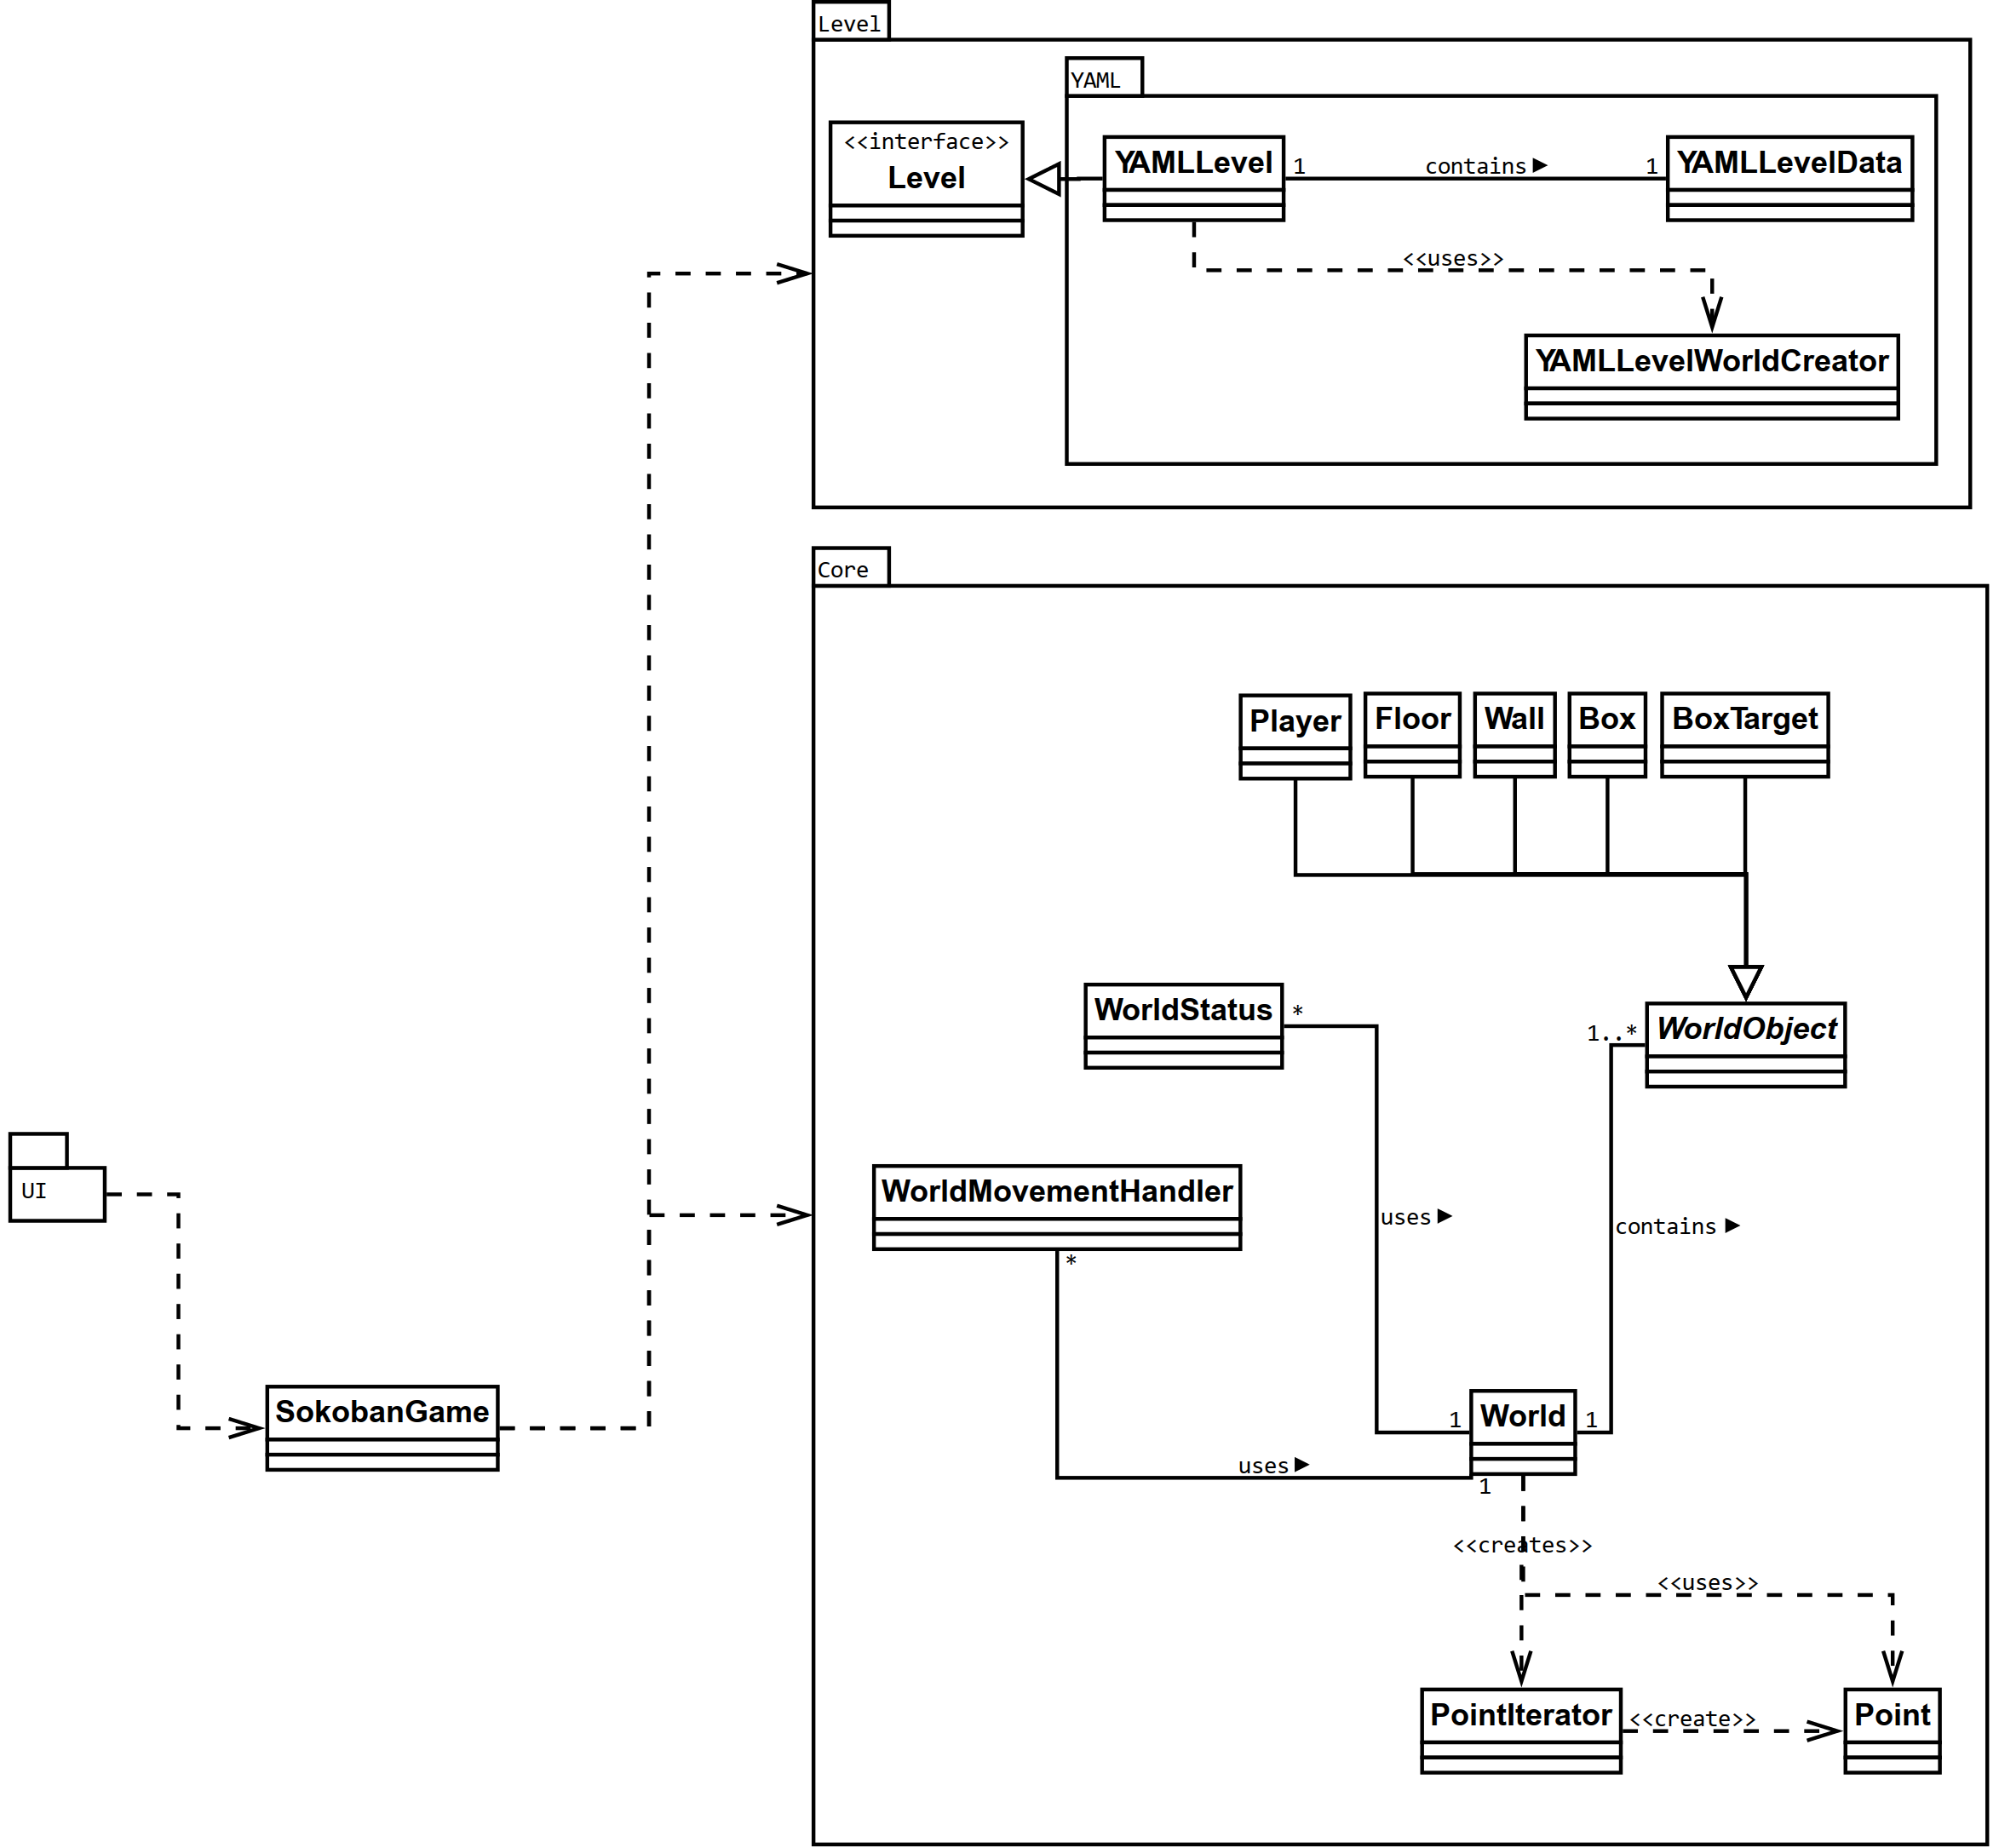 Level
YAML
<<interface>>
Level
YAMLLevel
1
contains ▶
1
YAMLLevelData
<<uses>>
YAMLLevelWorldCreator
Core
Player
Floor
Wall
Box
BoxTarget
WorldStatus
*
1..*
WorldObject
UI
WorldMovementHandler
*
uses ▶
contains ▶
SokobanGame
1
World
1
uses ▶
1
<<creates>>
<<uses>>
PointIterator
<<create>>
Point